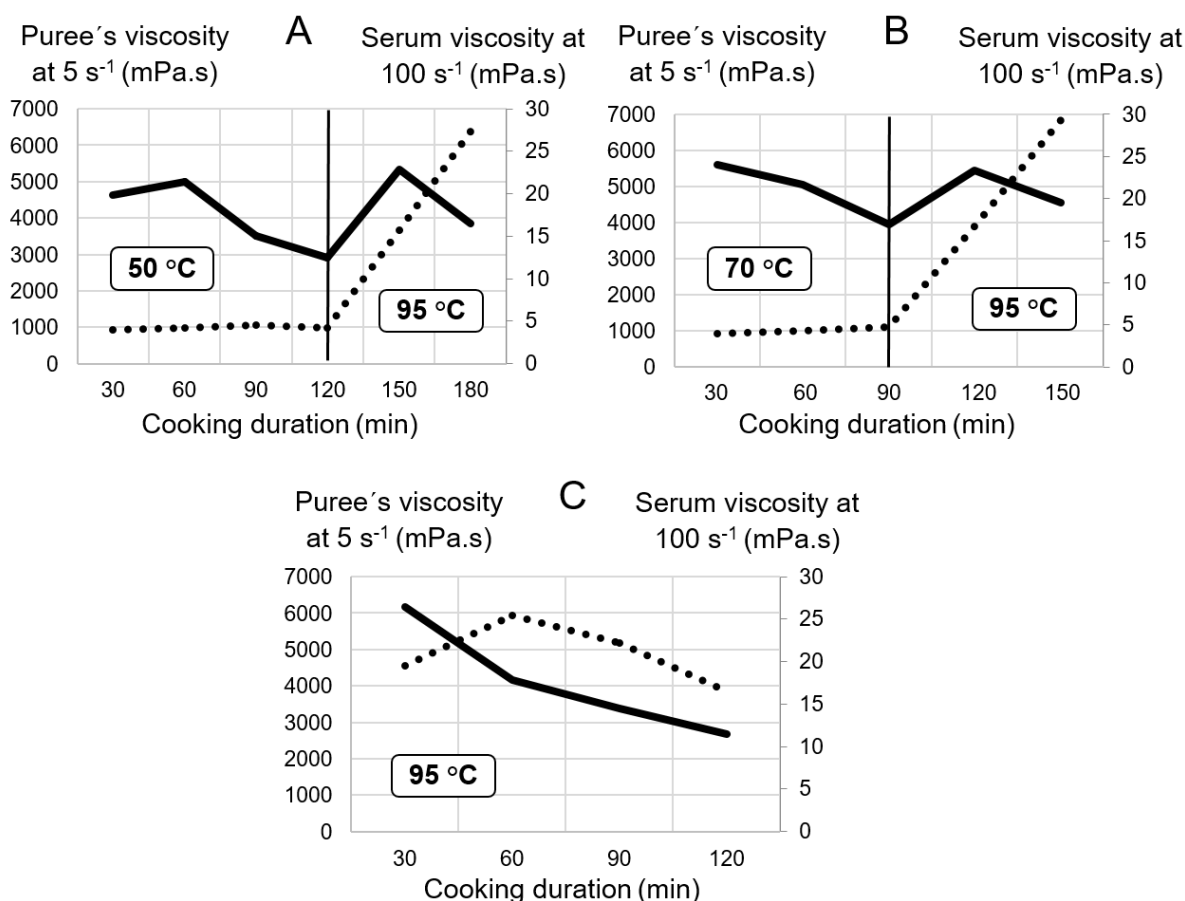 A
Puree´s viscosity
at 5 s⁻¹ (mPa.s)
Serum viscosity at
100 s⁻¹ (mPa.s)
7000
6000
5000
4000
3000
2000
1000
0
30
25
20
15
10
5
0
50 °C
95 °C
30 60 90 120 150 180
Cooking duration (min)
B
Puree´s viscosity
at 5 s⁻¹ (mPa.s)
Serum viscosity at
100 s⁻¹ (mPa.s)
7000
6000
5000
4000
3000
2000
1000
0
30
25
20
15
10
5
0
70 °C
95 °C
30 60 90 120 150
Cooking duration (min)
C
Puree´s viscosity
at 5 s⁻¹ (mPa.s)
Serum viscosity at
100 s⁻¹ (mPa.s)
7000
6000
5000
4000
3000
2000
1000
0
30
25
20
15
10
5
0
95 °C
30 60 90 120
Cooking duration (min)